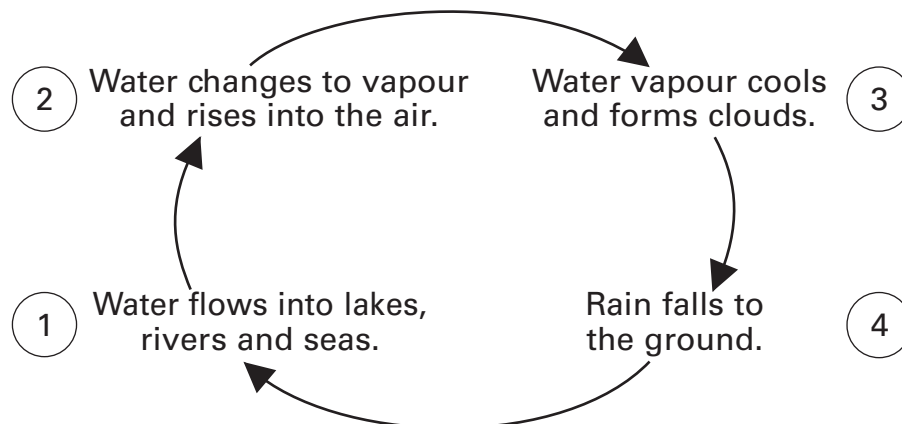 2
Water changes to vapour
and rises into the air.
Water vapour cools
and forms clouds.
3
1
Water flows into lakes,
rivers and seas.
Rain falls to
the ground.
4